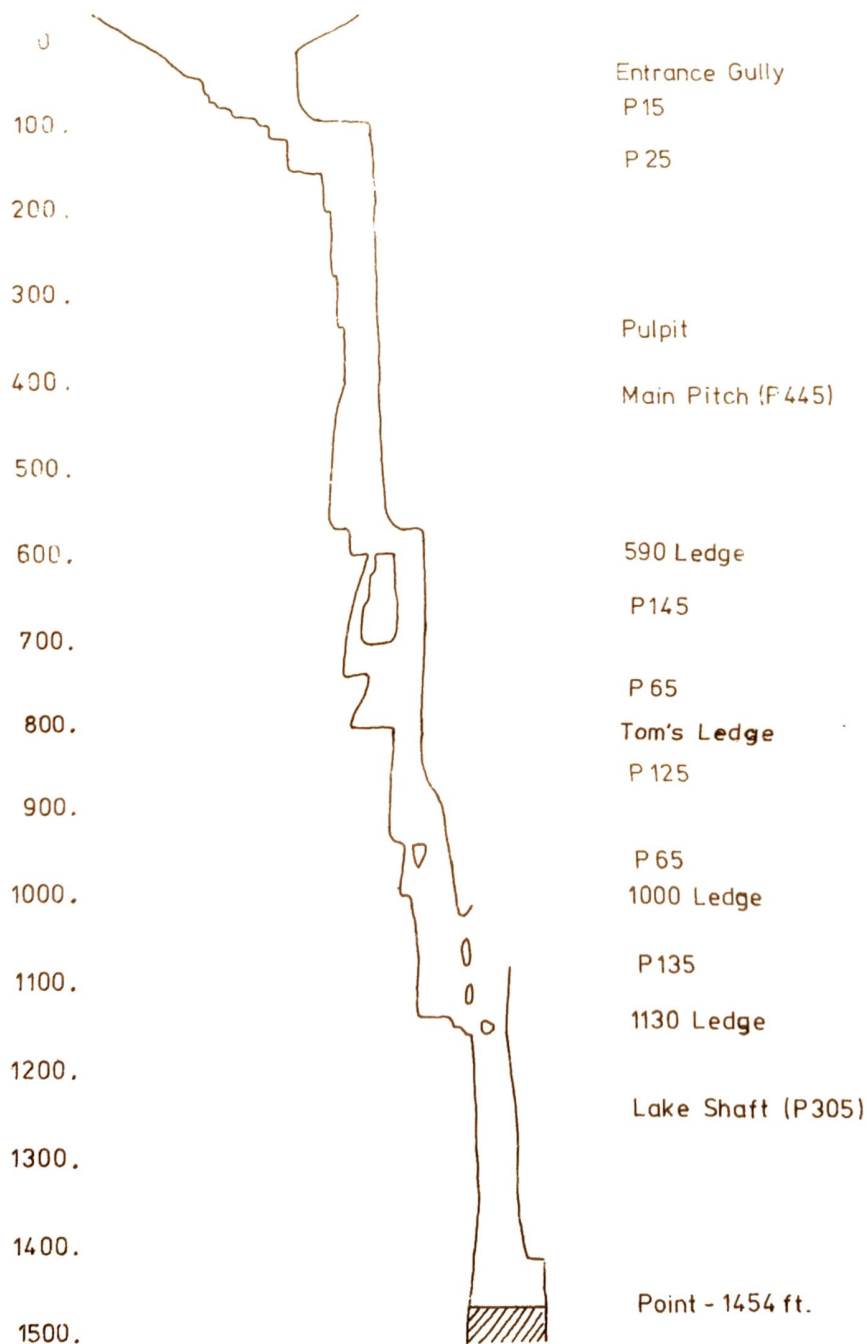 0
Entrance Gully
P15
100.
P25
200.
300.
Pulpit
400.
Main Pitch (P445)
500.
600.
590 Ledge
P145
700.
P65
800.
Tom's Ledge
P125
900.
P65
1000.
1000 Ledge
P135
1100.
1130 Ledge
1200.
Lake Shaft (P305)
1300.
1400.
Point - 1454 ft.
1500.